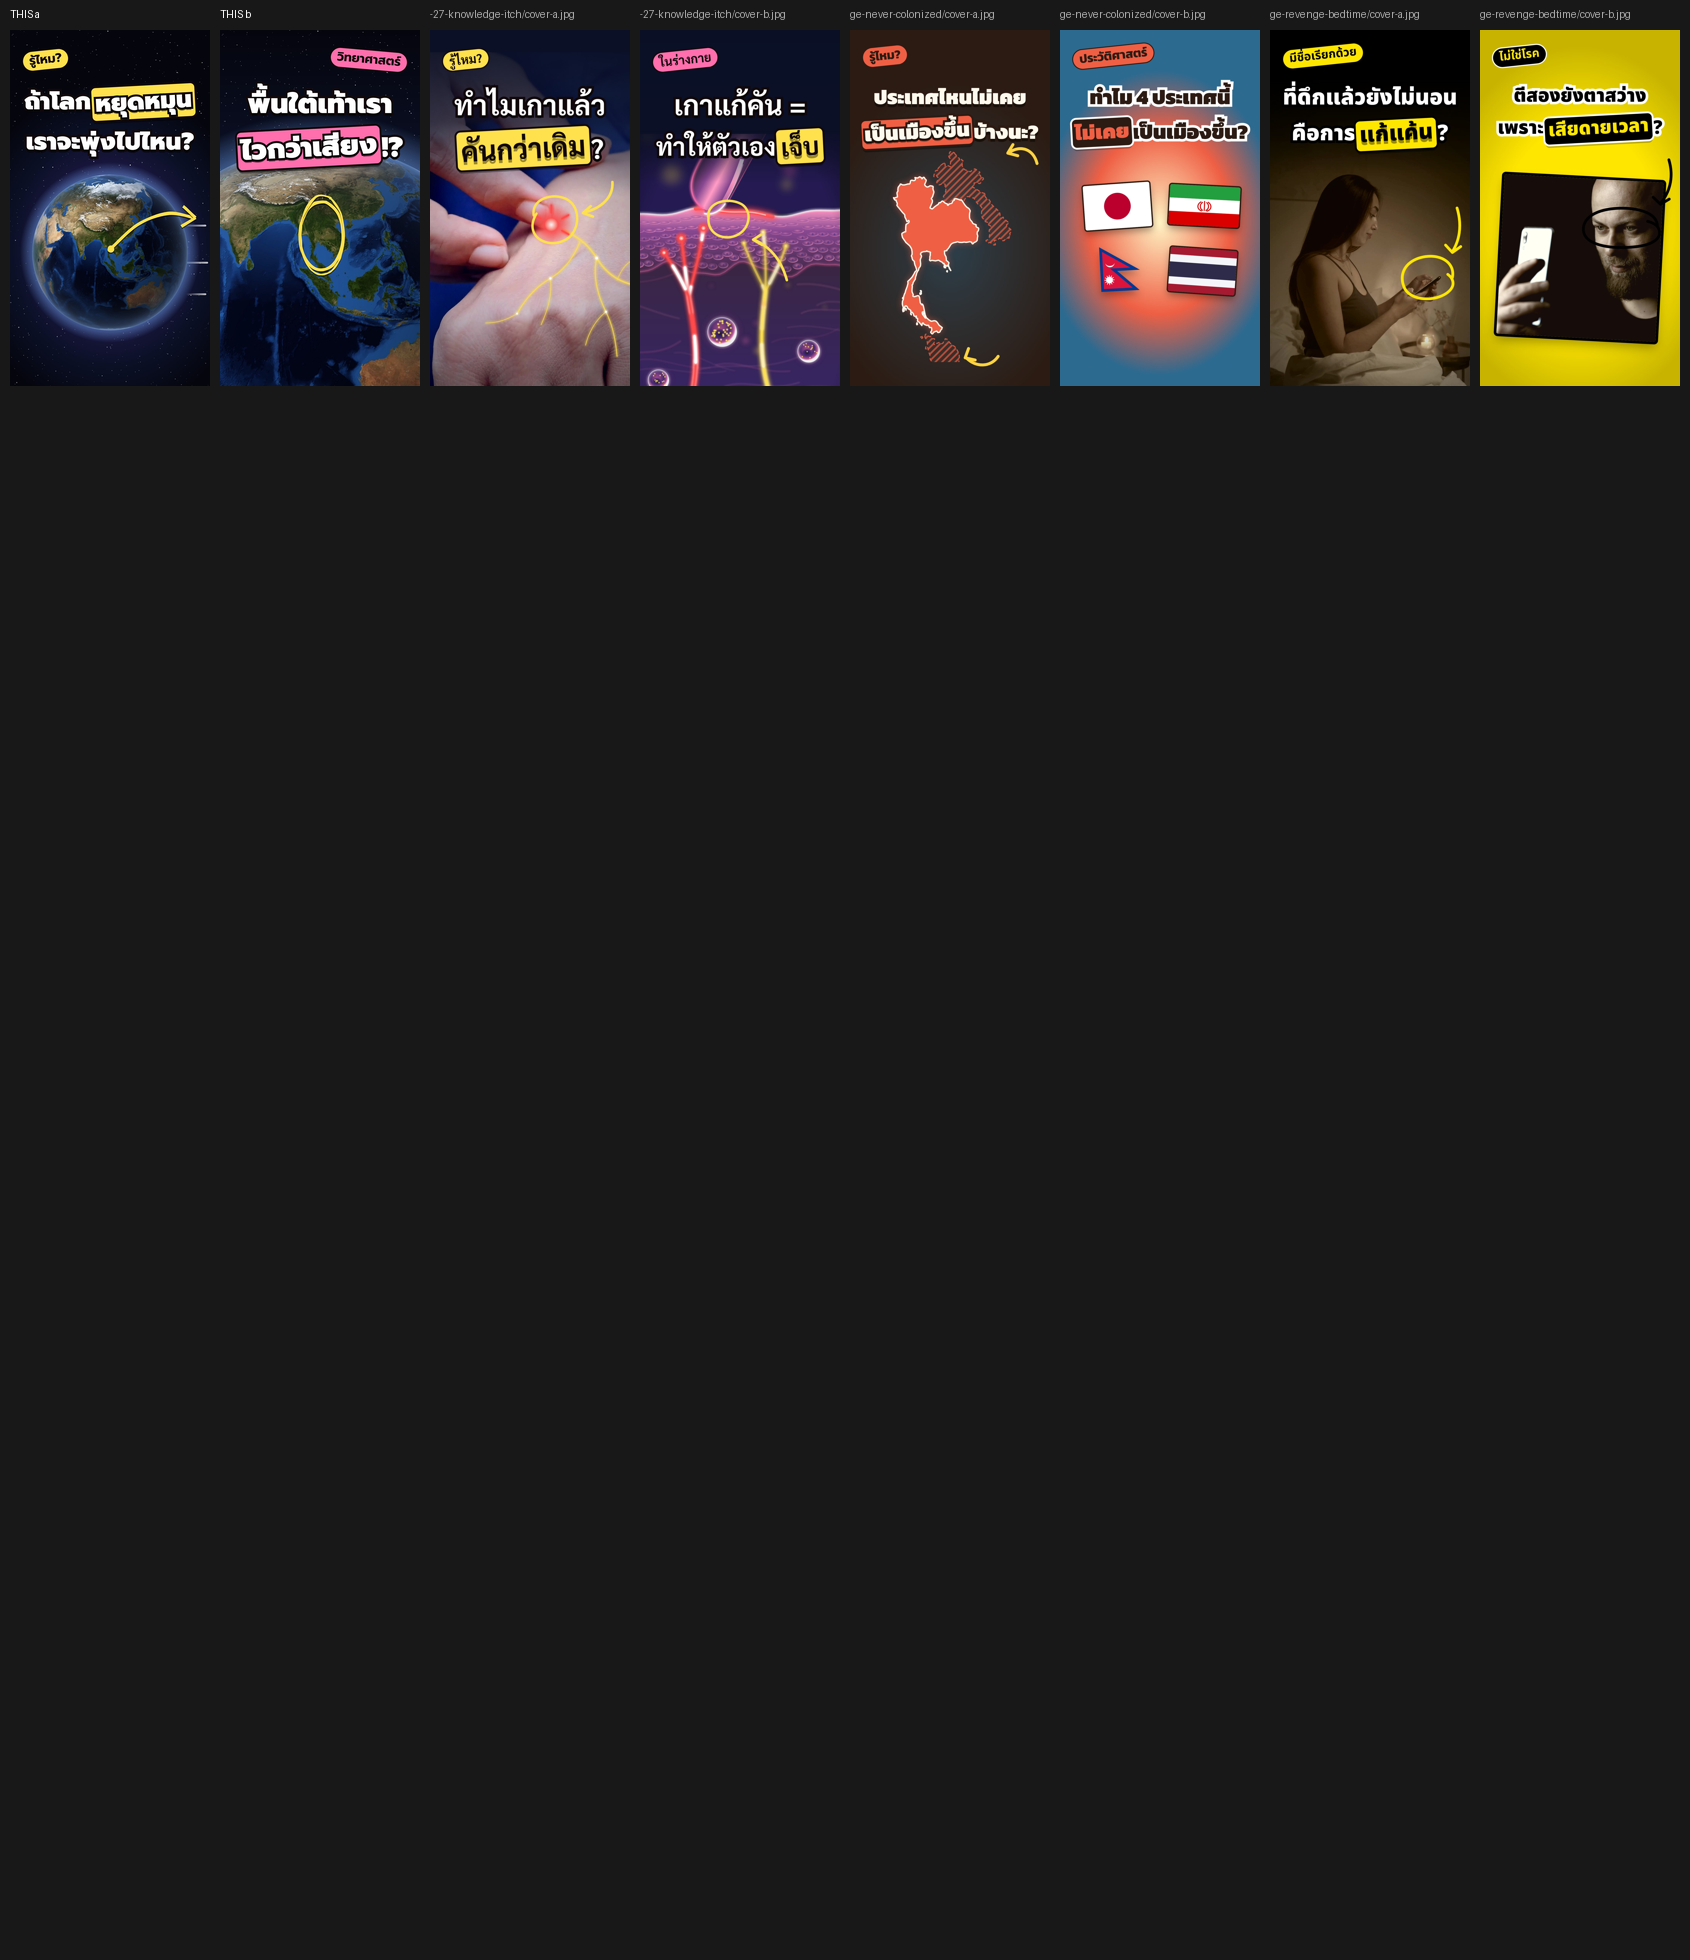 THIS a
รู้ไหม?
ถ้าโลกหยุดหมุน
เราจะพุ่งไปไหน?
THIS b
วิทยาศาสตร์
พื้นใต้เท้าเรา
ไวกว่าเสียง!?
-27-knowledge-itch/cover-a.jpg
รู้ไหม?
ทำไมเกาแล้ว
คันกว่าเดิม?
-27-knowledge-itch/cover-b.jpg
ในร่างกาย
เกาแก้คัน =
ทำให้ตัวเองเจ็บ
ge-never-colonized/cover-a.jpg
รู้ไหม?
ประเทศไหนไม่เคย
เป็นเมืองขึ้นบ้างนะ?
ge-never-colonized/cover-b.jpg
ประวัติศาสตร์
ทำไม 4 ประเทศนี้
ไม่เคยเป็นเมืองขึ้น?
ge-revenge-bedtime/cover-a.jpg
มีชื่อเรียกด้วย
ที่ดึกแล้วยังไม่นอน
คือการแก้แค้น?
ge-revenge-bedtime/cover-b.jpg
ไม่ใช่โรค
ตีสองยังตาสว่าง
เพราะเสียดายเวลา?